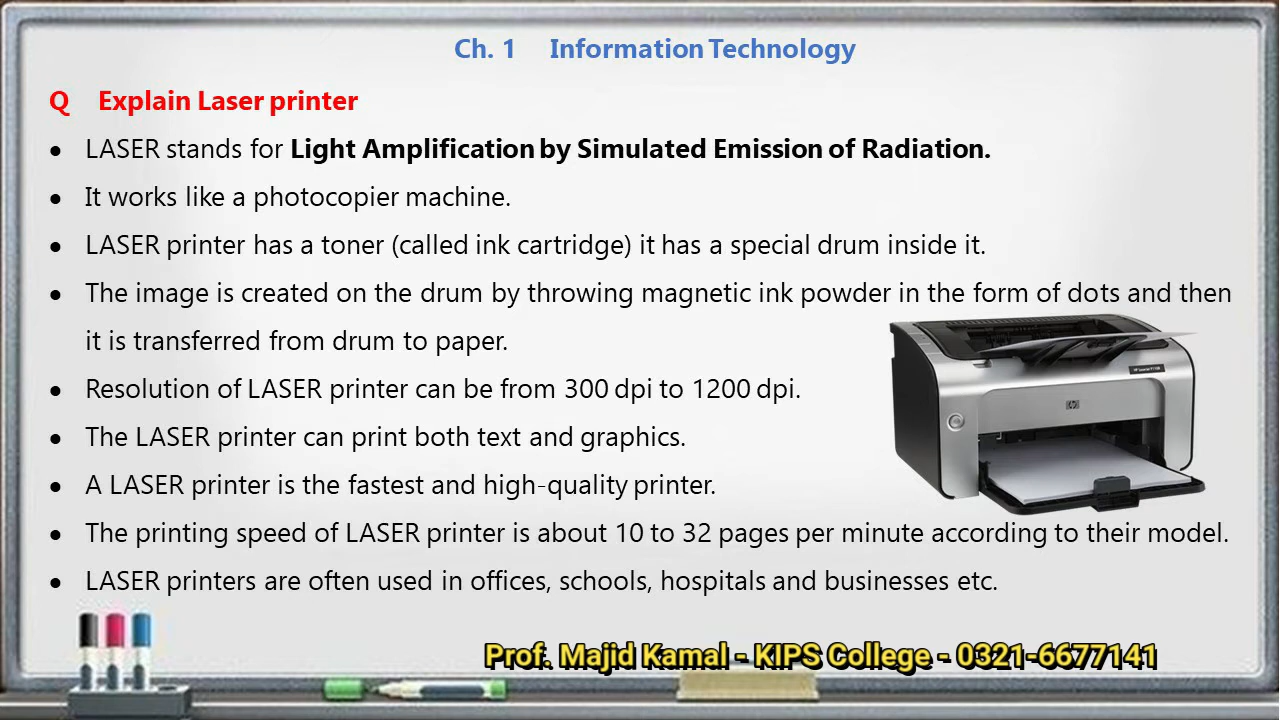 Ch. 1 Information Technology
Q Explain Laser printer
• LASER stands for Light Amplification by Simulated Emission of Radiation.
• It works like a photocopier machine.
• LASER printer has a toner (called ink cartridge) it has a special drum inside it.
• The image is created on the drum by throwing magnetic ink powder in the form of dots and then
it is transferred from drum to paper.
• Resolution of LASER printer can be from 300 dpi to 1200 dpi.
• The LASER printer can print both text and graphics.
• A LASER printer is the fastest and high-quality printer.
• The printing speed of LASER printer is about 10 to 32 pages per minute according to their model.
• LASER printers are often used in offices, schools, hospitals and businesses etc.
hp
Prof. Majid Kamal - KIPS College - 0321-6677141